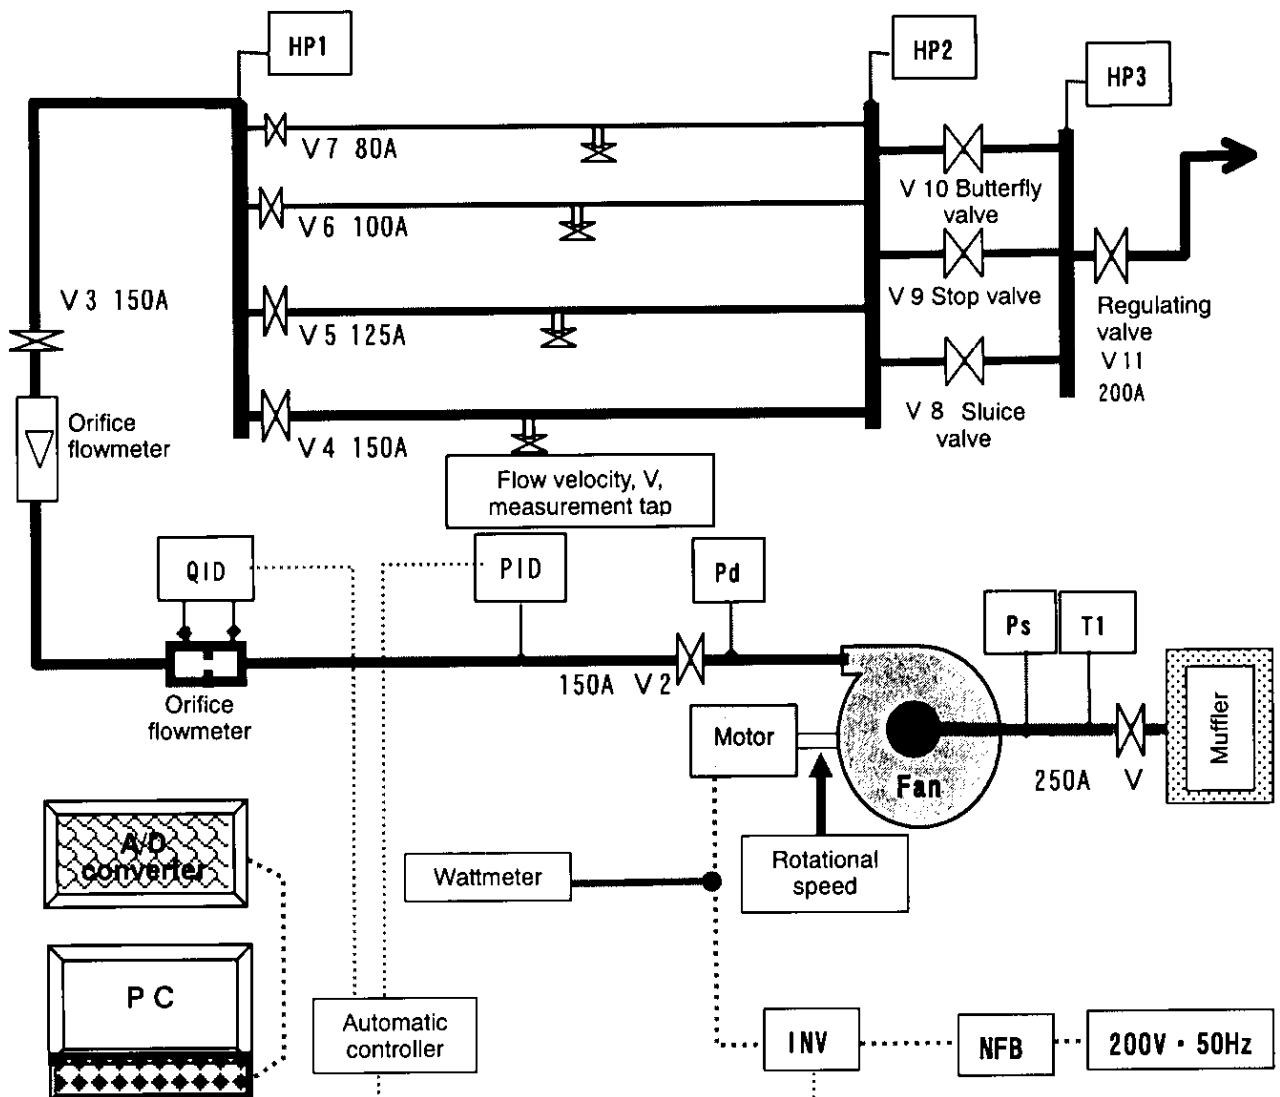 HP1
HP2
HP3
V7 80A
V6 100A
V5 125A
V4 150A
V3 150A
V 10 Butterfly
valve
V 9 Stop valve
V 8 Sluice
valve
Regulating
valve
V11
200A
Orifice
flowmeter
Flow velocity, V,
measurement tap
QID
PID
Pd
Ps
T1
Orifice
flowmeter
150A V2
Motor
Fan
250A V
Muffler
A/D
converter
Wattmeter
Rotational
speed
PC
Automatic
controller
INV
NFB
200V・50Hz